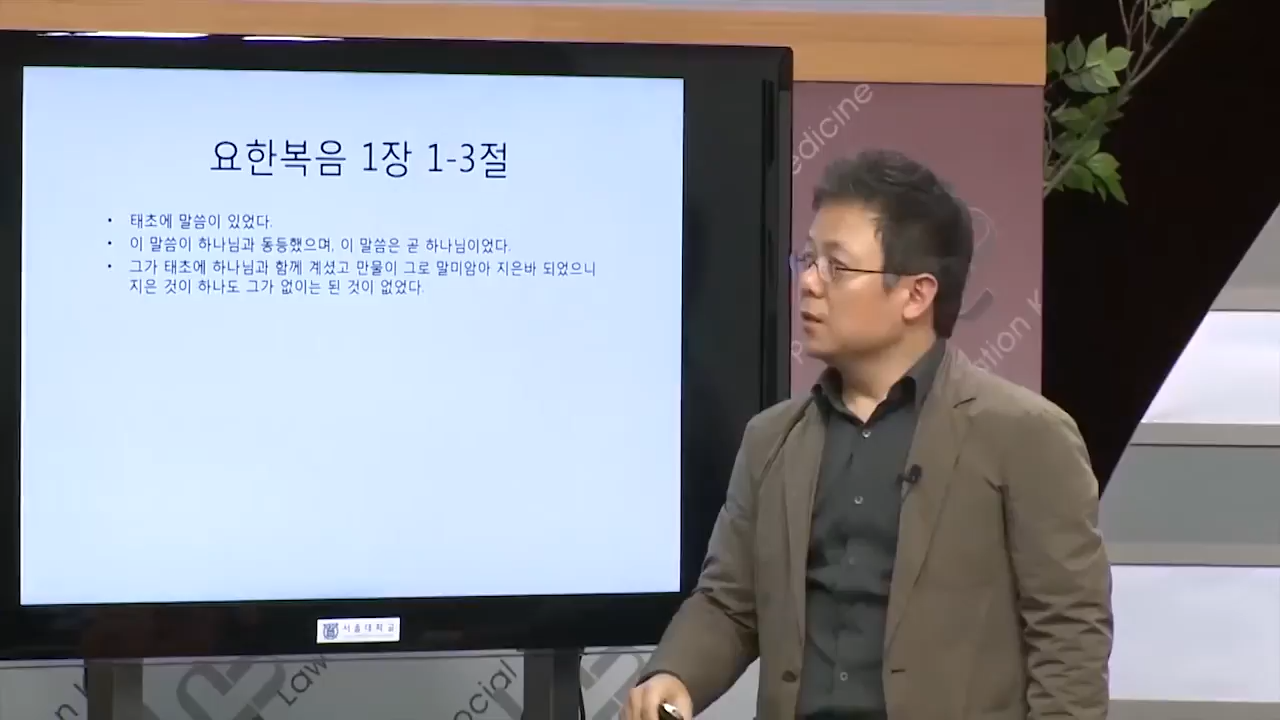 요한복음 1장 1-3절
• 태초에 말씀이 있었다.
• 이 말씀이 하나님과 동등했으며, 이 말씀은 곧 하나님이었다.
• 그가 태초에 하나님과 함께 계셨고 만물이 그로 말미암아 지은바 되었으니
지은 것이 하나도 그가 없이는 된 것이 없었다.
서울대학교
edicine
ation K
Law
ocial